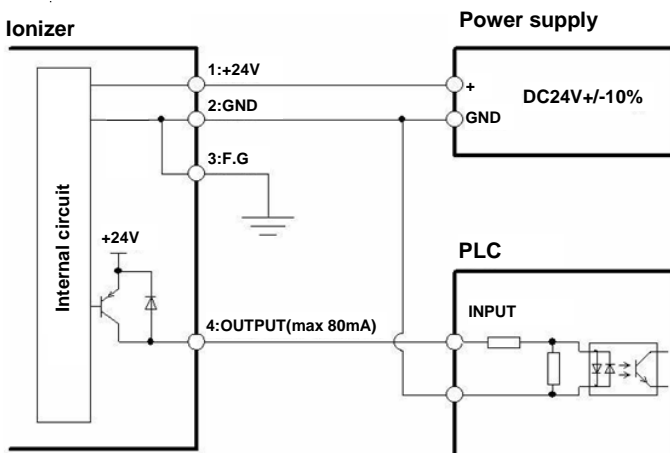 Ionizer
Power supply
1:+24V
+
DC24V+/-10%
2:GND
GND
3:F.G
Internal circuit
+24V
PLC
4:OUTPUT(max 80mA)
INPUT